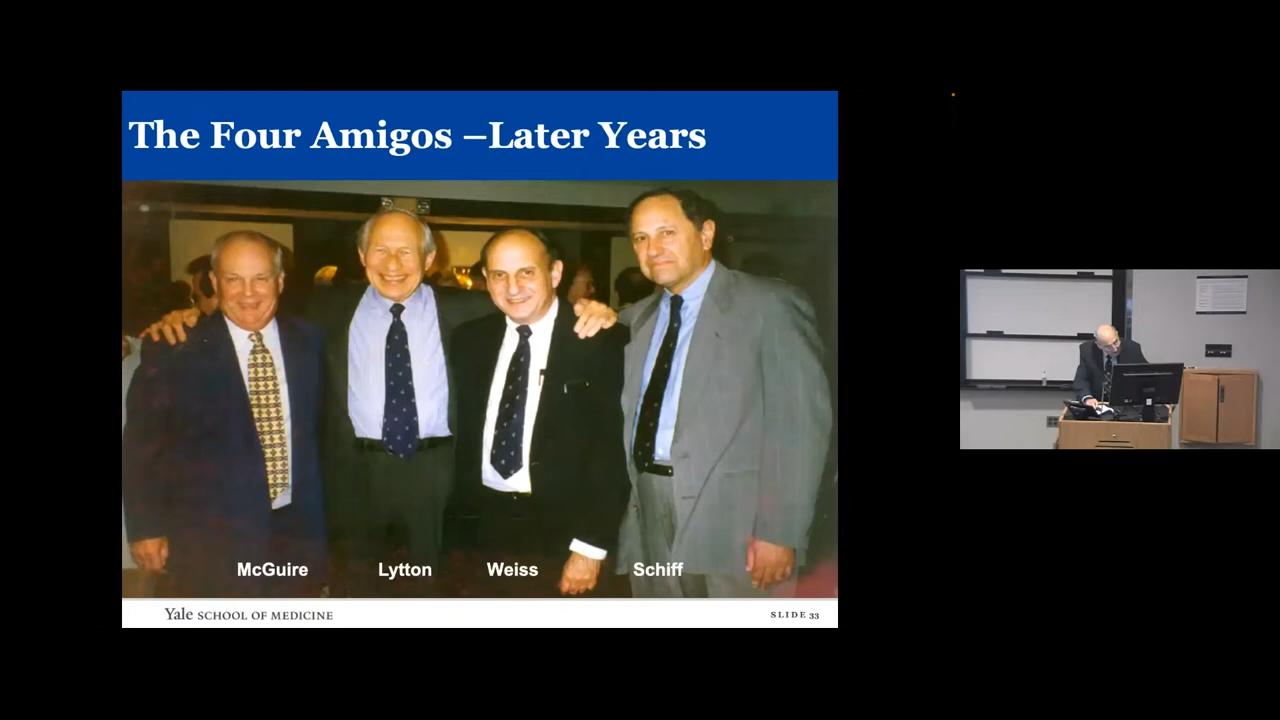 The Four Amigos –Later Years
McGuire Lytton Weiss Schiff
Yale SCHOOL OF MEDICINE
SLIDE 33